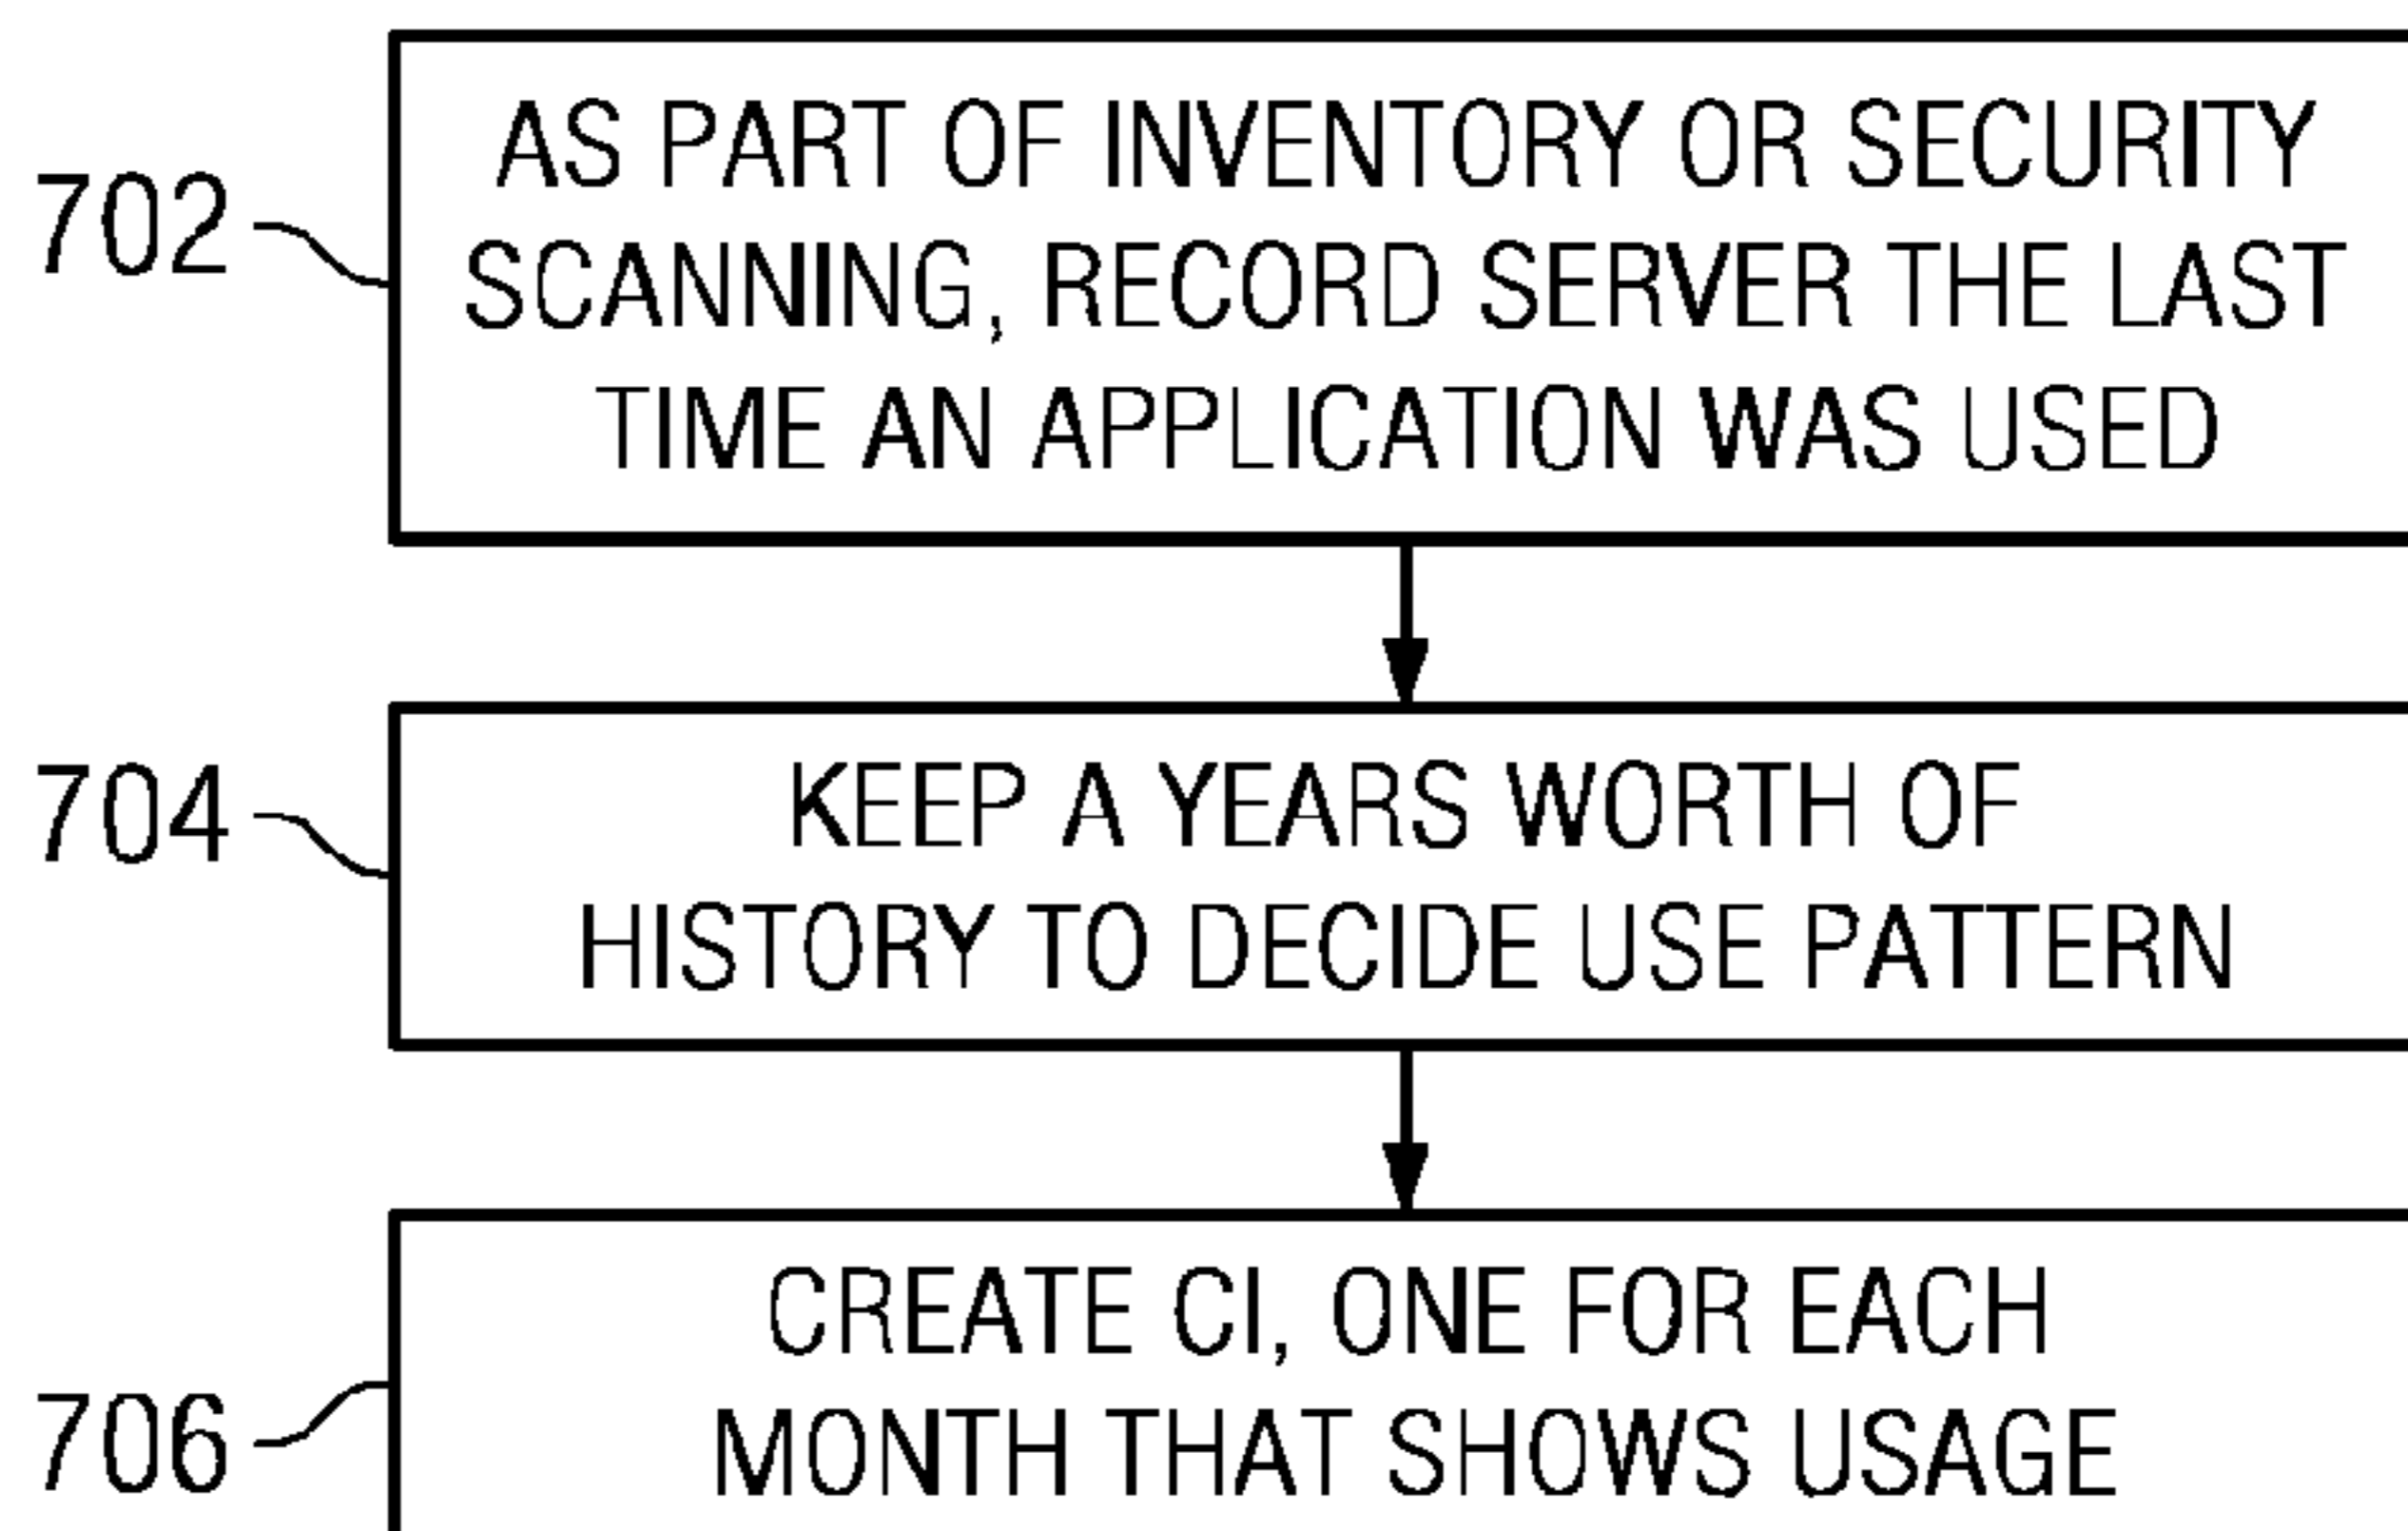 702
AS PART OF INVENTORY OR SECURITY
SCANNING, RECORD SERVER THE LAST
TIME AN APPLICATION WAS USED
704
KEEP A YEARS WORTH OF
HISTORY TO DECIDE USE PATTERN
706
CREATE CI, ONE FOR EACH
MONTH THAT SHOWS USAGE